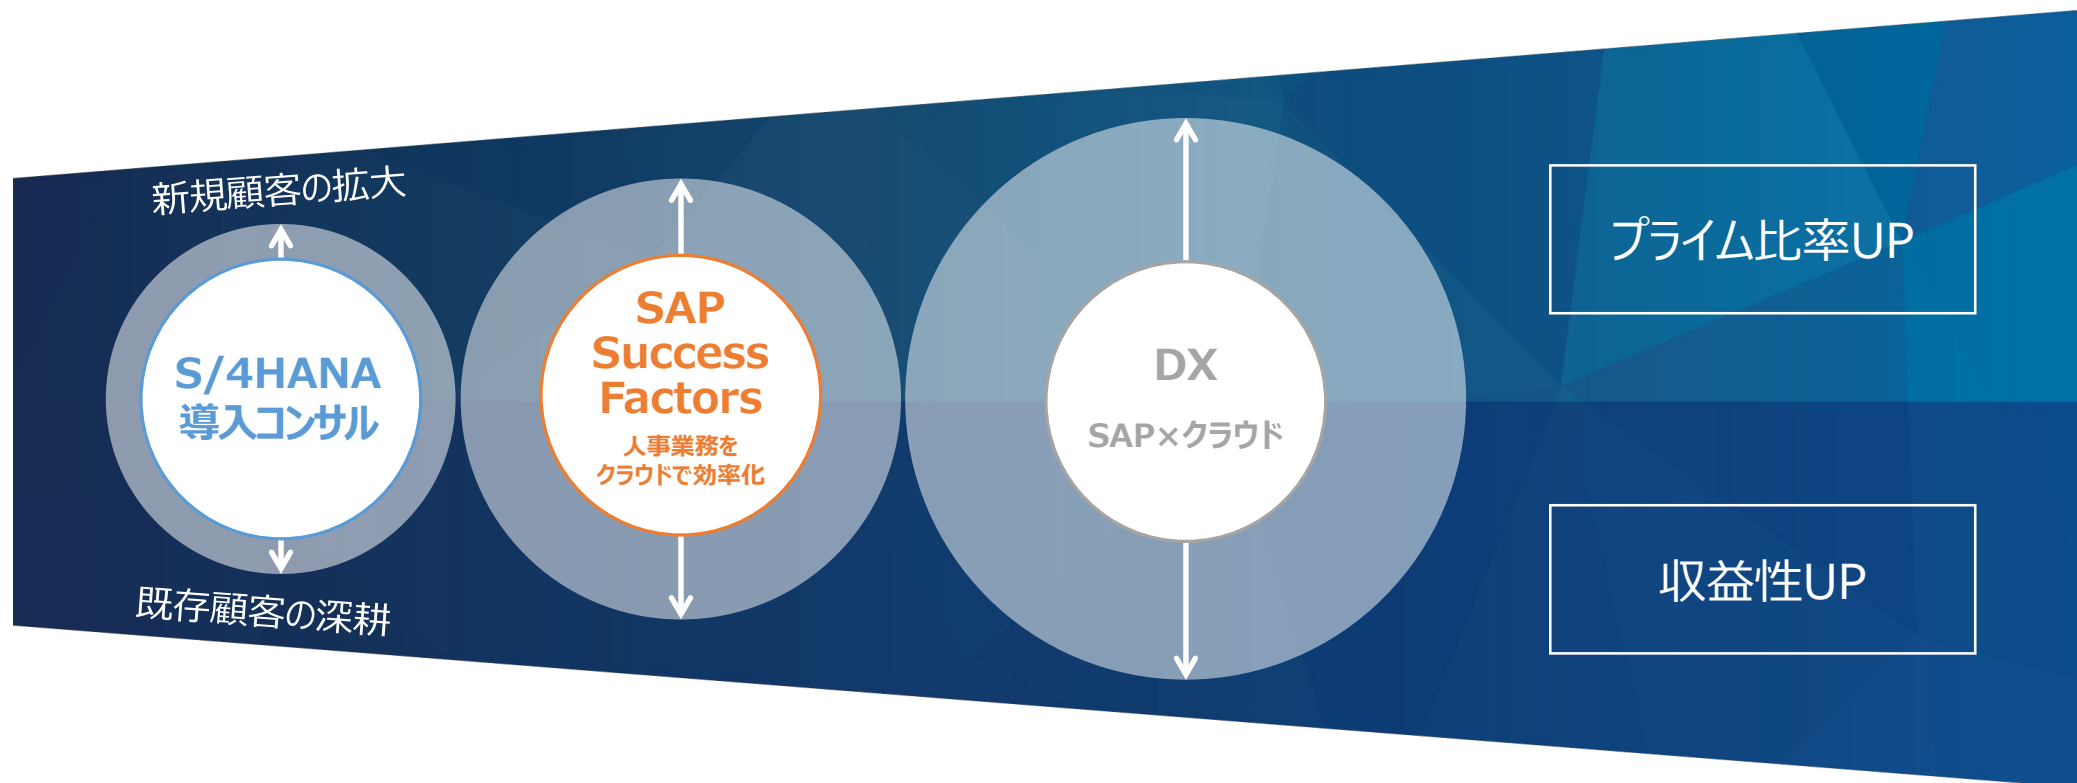 新規顧客の拡大
S/4HANA
導入コンサル
既存顧客の深耕
SAP
Success
Factors
人事業務を
クラウドで効率化
DX
SAP×クラウド
プライム比率UP
収益性UP